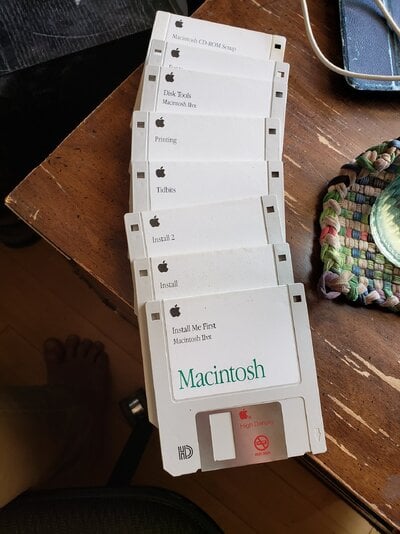 Macintosh CD-ROM Setup
Disk Tools
Macintosh IIvx
Printing
Tidbits
Install 2
Install
Install Me First
Macintosh IIvx
Macintosh
HD
High Density